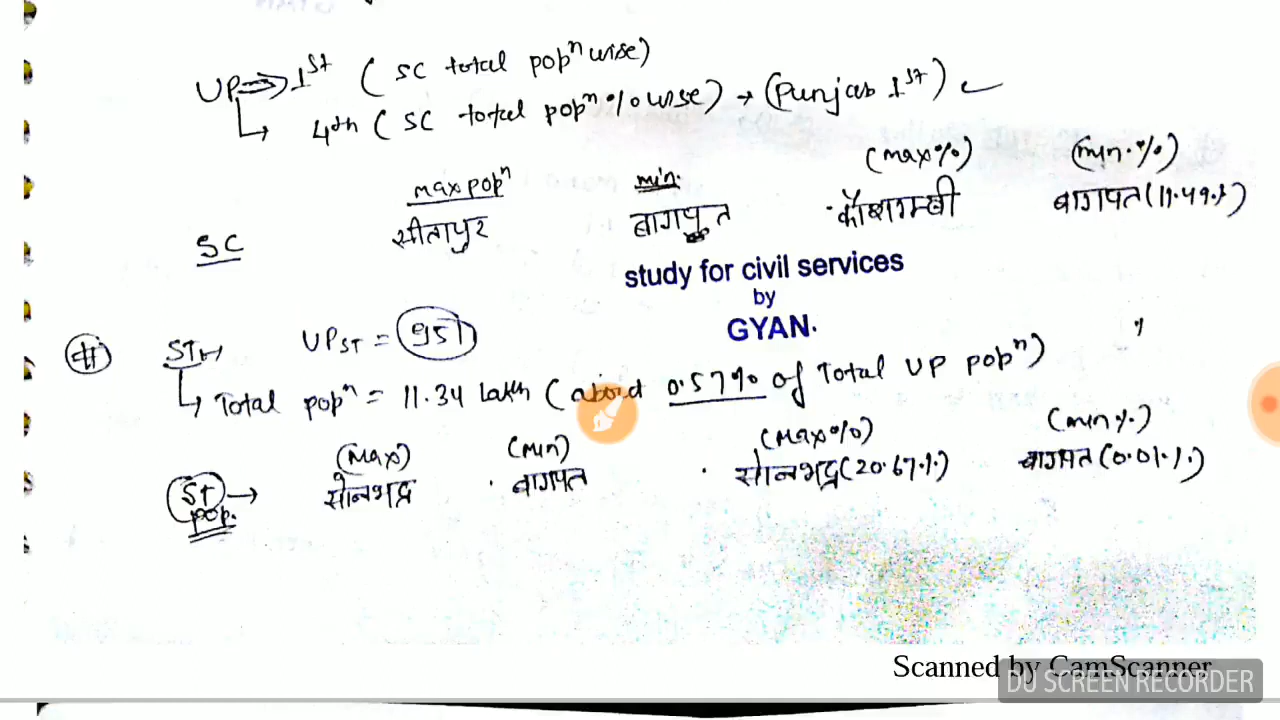 UP ⇒ 1st ( SC total popn wise)
↳ 4th ( SC total popn % wise) → (Punjab 1st)
(max%) (min.%)
max popn min.
SC सीतापुर बागपत कौशाम्बी बागपत(11.49%)
study for civil services
by
GYAN.
# ST UPST = 951
↳ Total popn = 11.34 lakh ( about 0.57% of Total UP popn)
(Max) (Min) (Max%) (min%)
ST pop. → सोनभद्र बागपत सोनभद्र(20.67%) बागपत(0.01%)
Scanned by CamScanner
DU SCREEN RECORDER